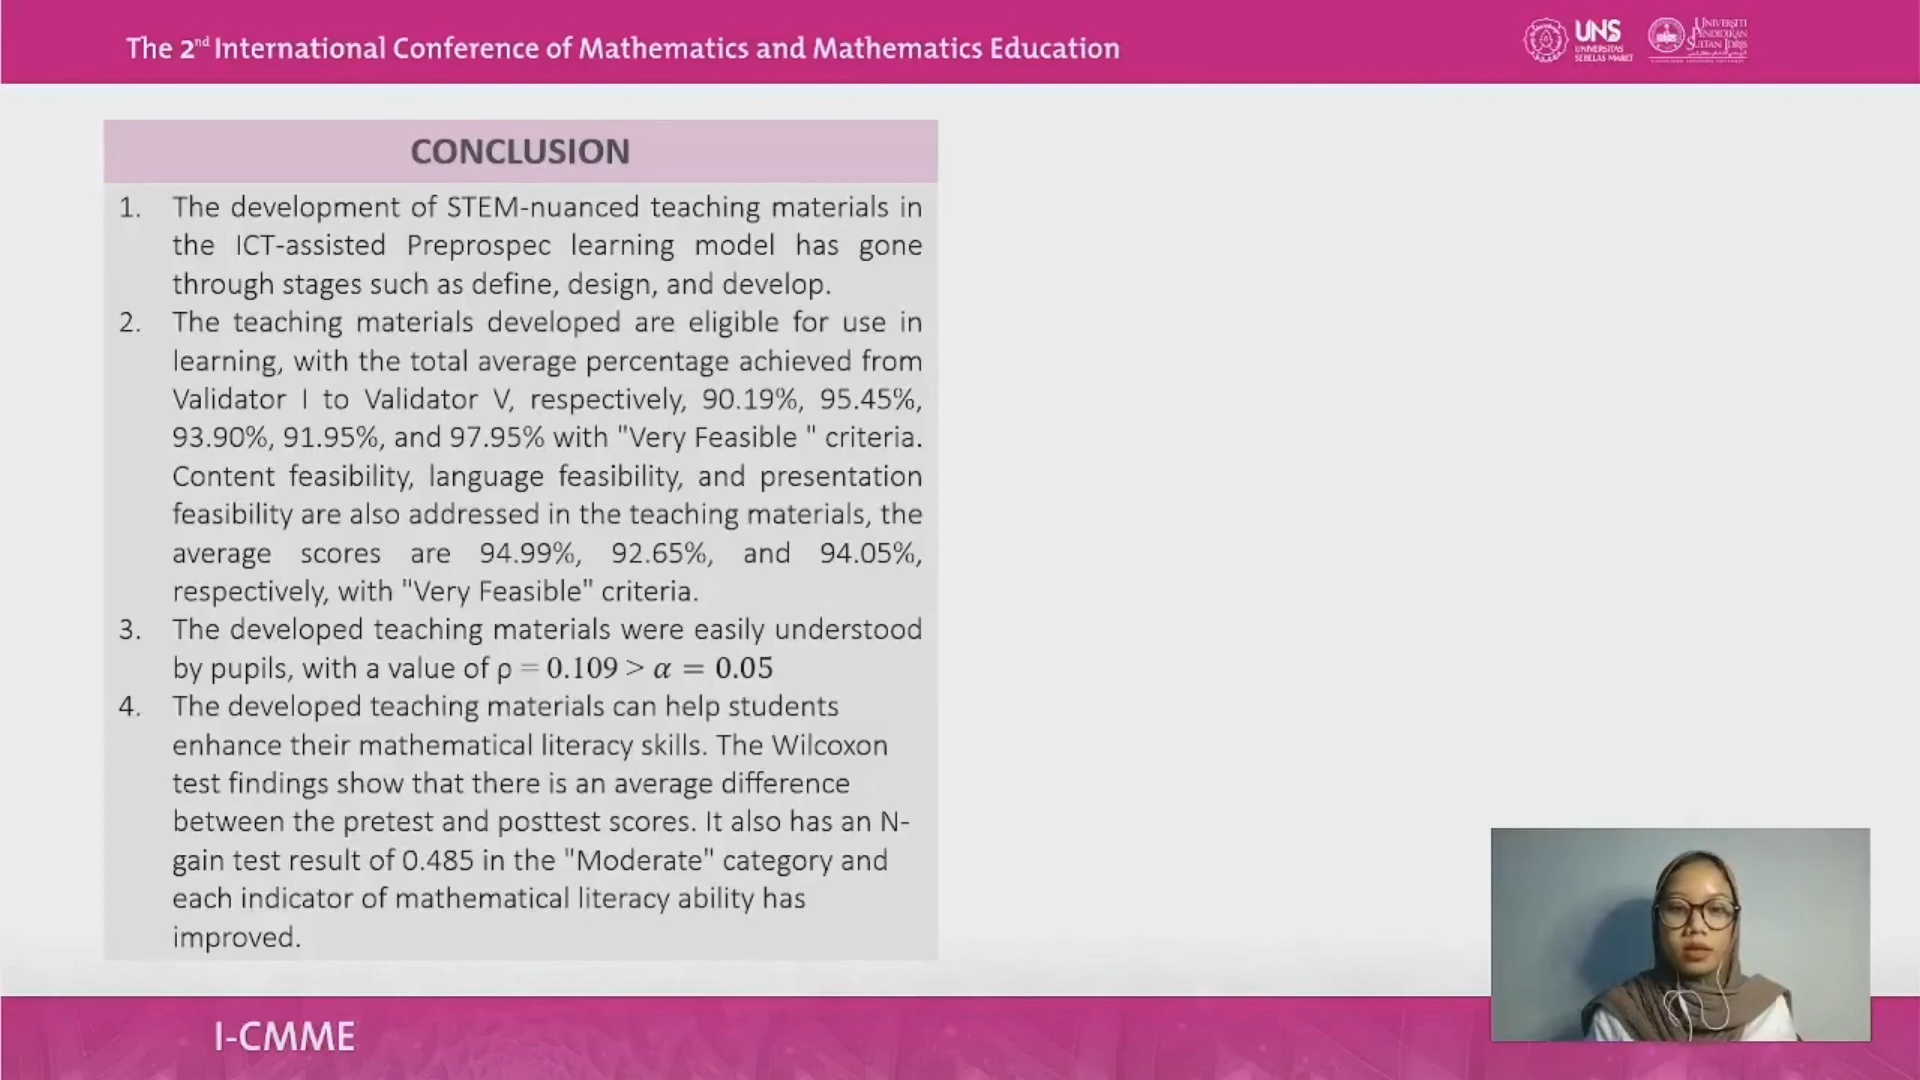 The 2nd International Conference of Mathematics and Mathematics Education
UNS
UNIVERSITAS
SEBELAS MARET
UNIVERSITI
PENDIDIKAN
SULTAN IDRIS
CONCLUSION
1. The development of STEM-nuanced teaching materials in
the ICT-assisted Preprospec learning model has gone
through stages such as define, design, and develop.
2. The teaching materials developed are eligible for use in
learning, with the total average percentage achieved from
Validator I to Validator V, respectively, 90.19%, 95.45%,
93.90%, 91.95%, and 97.95% with "Very Feasible " criteria.
Content feasibility, language feasibility, and presentation
feasibility are also addressed in the teaching materials, the
average scores are 94.99%, 92.65%, and 94.05%,
respectively, with "Very Feasible" criteria.
3. The developed teaching materials were easily understood
by pupils, with a value of ρ = 0.109 > α = 0.05
4. The developed teaching materials can help students
enhance their mathematical literacy skills. The Wilcoxon
test findings show that there is an average difference
between the pretest and posttest scores. It also has an N-
gain test result of 0.485 in the "Moderate" category and
each indicator of mathematical literacy ability has
improved.
I-CMME